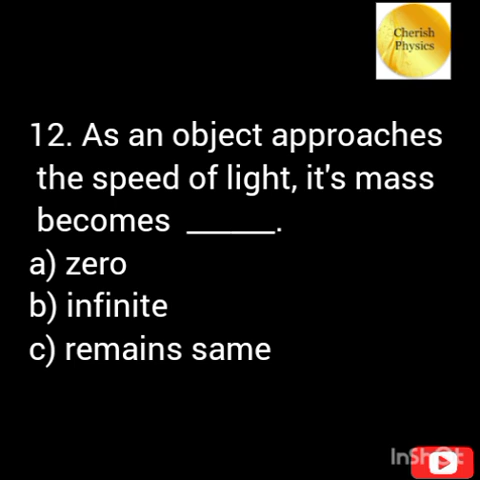 Cherish
Physics
12. As an object approaches
the speed of light, it's mass
becomes ______.
a) zero
b) infinite
c) remains same